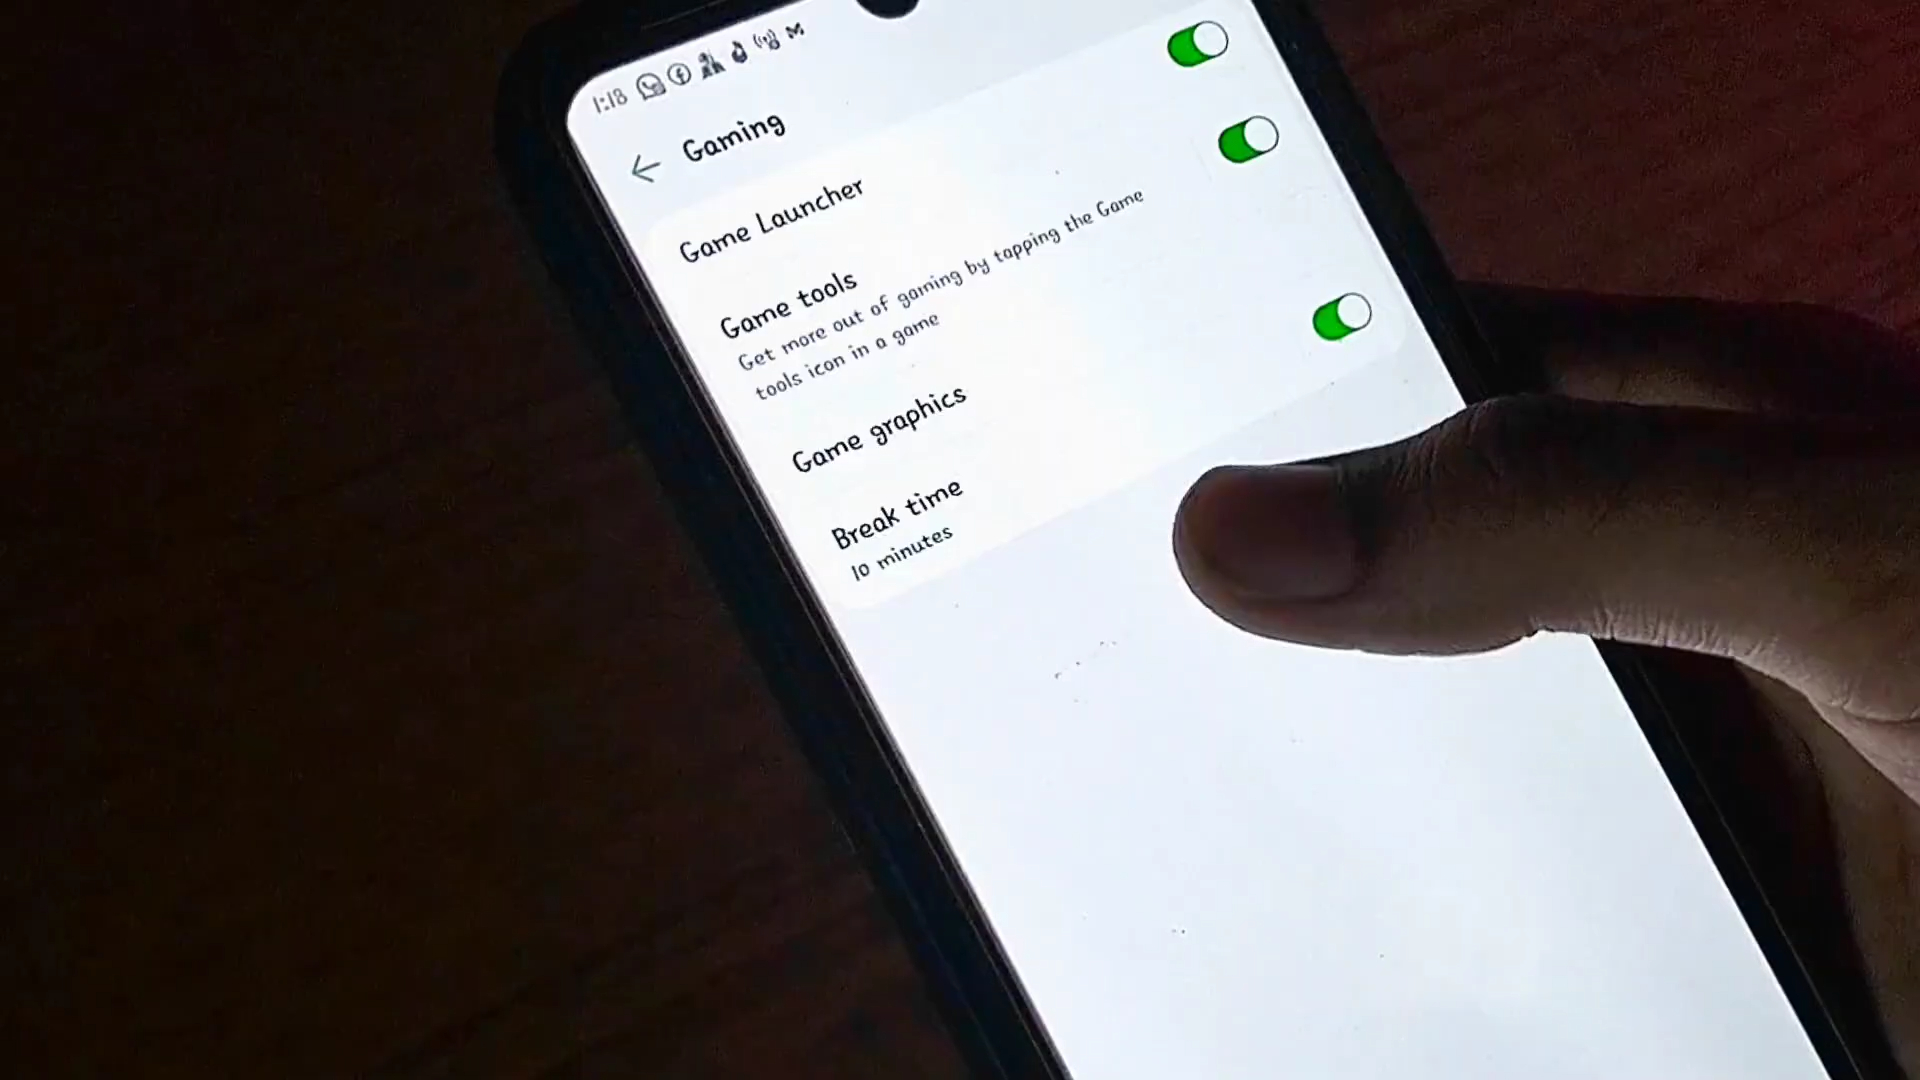 1:18
Gaming
Game Launcher
Game tools
Get more out of gaming by tapping the Game
tools icon in a game
Game graphics
Break time
10 minutes